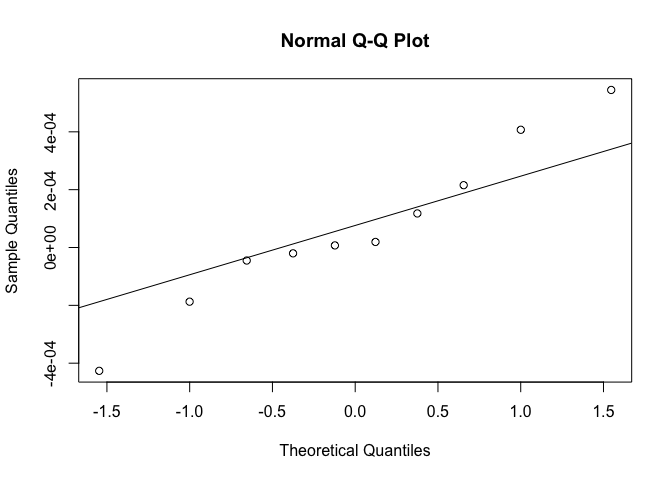 Normal Q-Q Plot
Sample Quantiles
4e-04
2e-04
0e+00
-4e-04
-1.5 -1.0 -0.5 0.0 0.5 1.0 1.5
Theoretical Quantiles